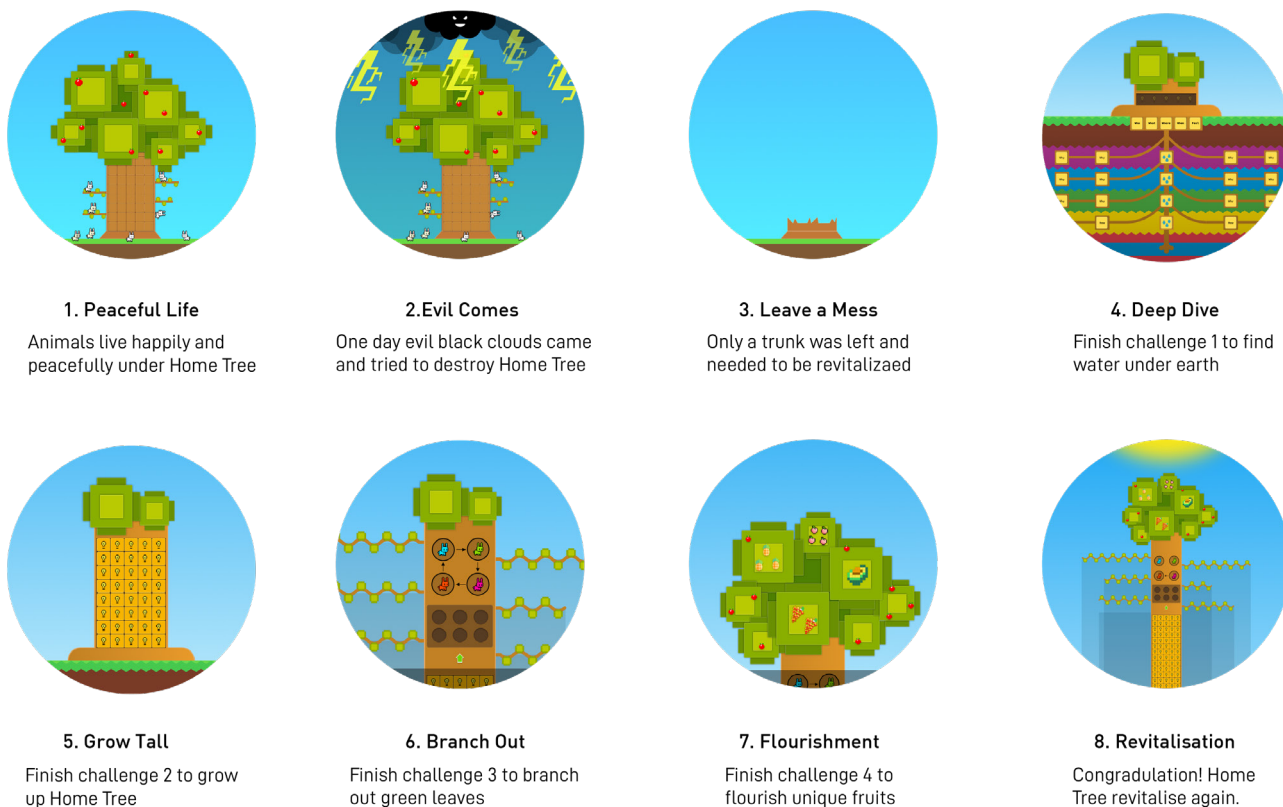 1. Peaceful Life
Animals live happily and
peacefully under Home Tree
2.Evil Comes
One day evil black clouds came
and tried to destroy Home Tree
3. Leave a Mess
Only a trunk was left and
needed to be revitalizaed
4. Deep Dive
Finish challenge 1 to find
water under earth
5. Grow Tall
Finish challenge 2 to grow
up Home Tree
6. Branch Out
Finish challenge 3 to branch
out green leaves
7. Flourishment
Finish challenge 4 to
flourish unique fruits
8. Revitalisation
Congradulation! Home
Tree revitalise again.